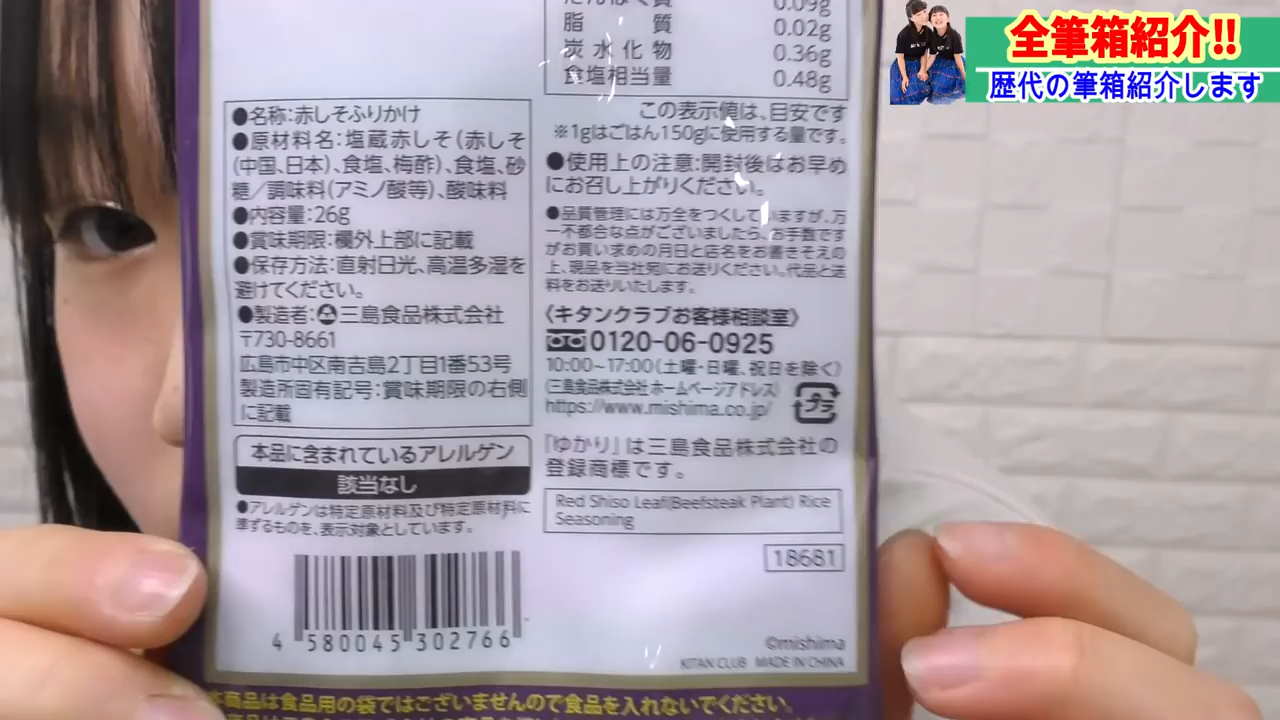 全筆箱紹介!!
歴代の筆箱紹介します
0.09g
脂質 0.02g
炭水化物 0.36g
食塩相当量 0.48g
この表示値は、目安です
※1gはごはん150gに使用する量です。
●使用上の注意:開封後はお早め
にお召し上がりください。
●品質管理には万全をつくしていますが、万
一不都合な点がございましたら、お手数です
がお買い求めの月日と店名をお書きそえの
上、現品を当社宛にお送りください。代品と送
料をお送りいたします。
《キタンクラブお客様相談室》
0120-06-0925
10:00~17:00(土曜・日曜、祝日を除く)
〈三島食品株式会社 ホームページアドレス〉
https://www.mishima.co.jp/
プラ
「ゆかり」は三島食品株式会社の
登録商標です。
Red Shiso Leaf(Beefsteak Plant) Rice
Seasoning
18681
©mishima
KITAN CLUB MADE IN CHINA
●名称:赤しそふりかけ
●原材料名:塩蔵赤しそ(赤しそ
(中国、日本)、食塩、梅酢)、食塩、砂
糖/調味料(アミノ酸等)、酸味料
●内容量:26g
●賞味期限:欄外上部に記載
●保存方法:直射日光、高温多湿を
避けてください。
●製造者:三島食品株式会社
〒730-8661
広島市中区南吉島2丁目1番53号
製造所固有記号:賞味期限の右側
に記載
本品に含まれているアレルゲン
該当なし
●アレルゲンは特定原材料及び特定原材料に
準ずるものを、表示対象としています。
4 580045 302766
本商品は食品用の袋ではございませんので食品を入れないでください。